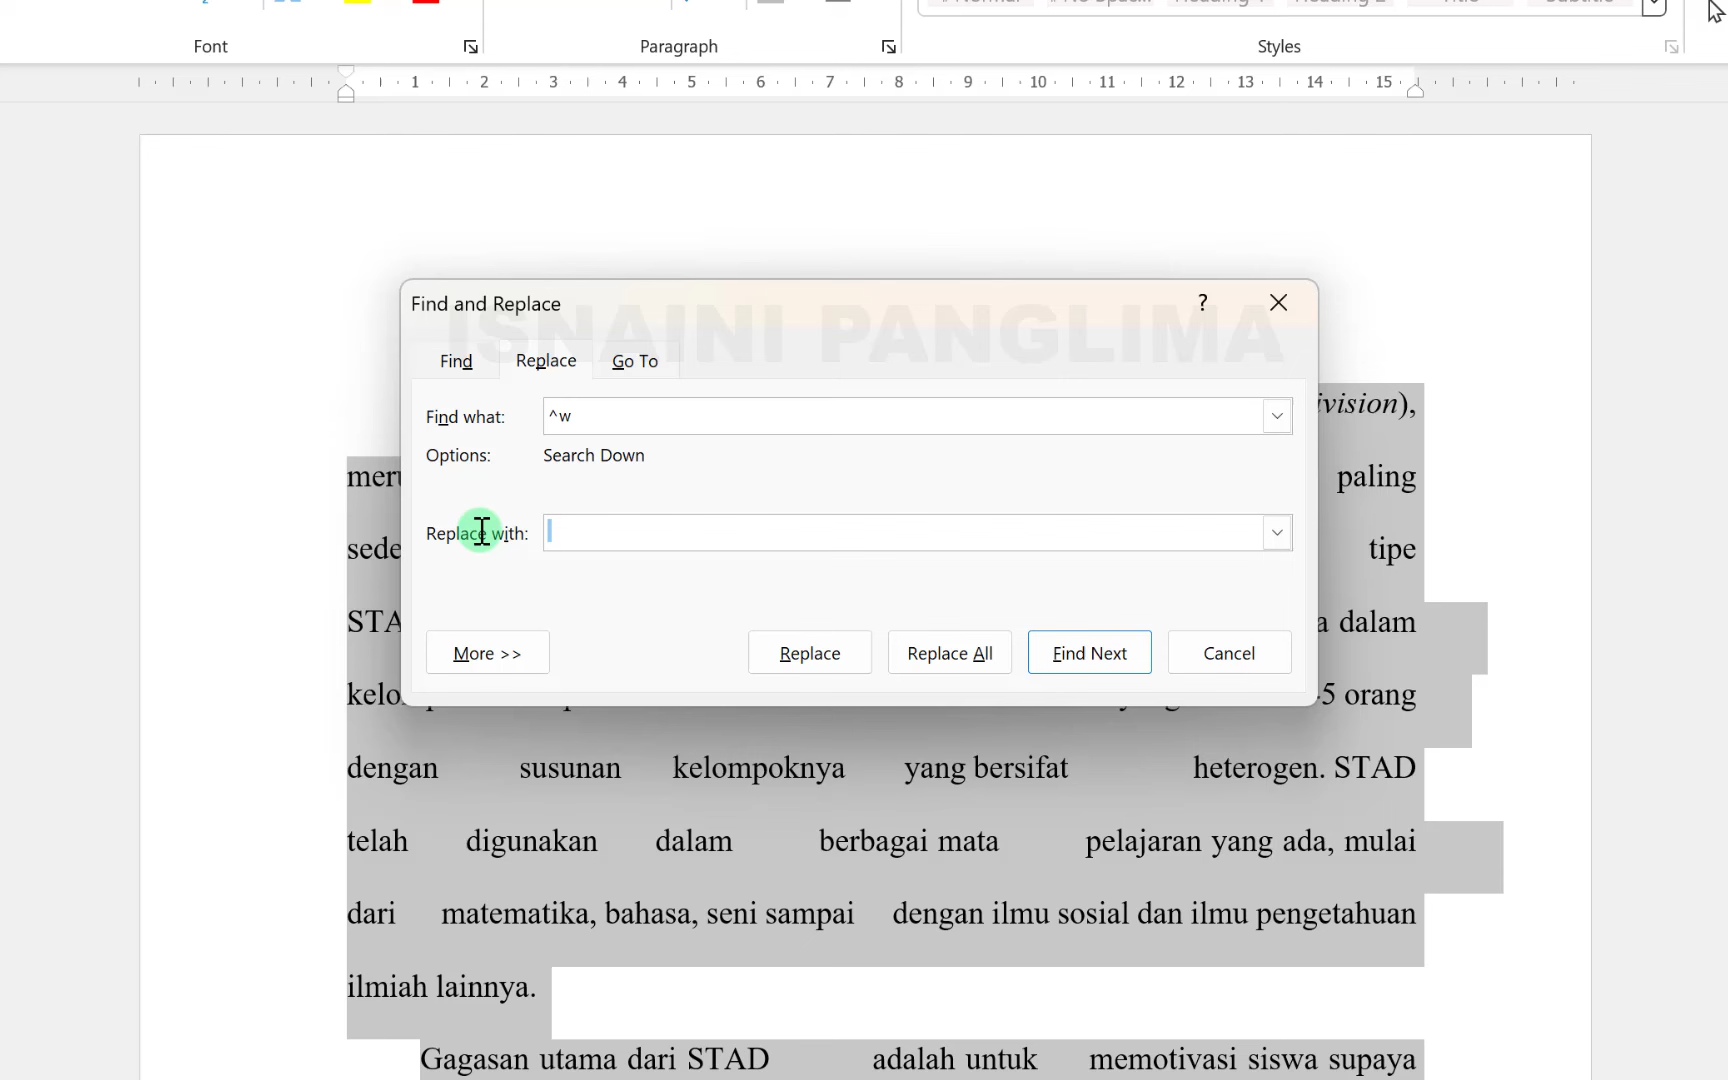 Font
Paragraph
Styles
1 2 3 4 5 6 7 8 9 10 11 12 13 14 15
ISNAINI PANGLIMA
Find and Replace
?
Find Replace Go To
Find what: ^w
Options: Search Down
Replace with:
More >> Replace Replace All Find Next Cancel
ivision),
paling
tipe
dalam
5 orang
dengan susunan kelompoknya yang bersifat heterogen. STAD
telah digunakan dalam berbagai mata pelajaran yang ada, mulai
dari matematika, bahasa, seni sampai dengan ilmu sosial dan ilmu pengetahuan
ilmiah lainnya.
Gagasan utama dari STAD adalah untuk memotivasi siswa supaya